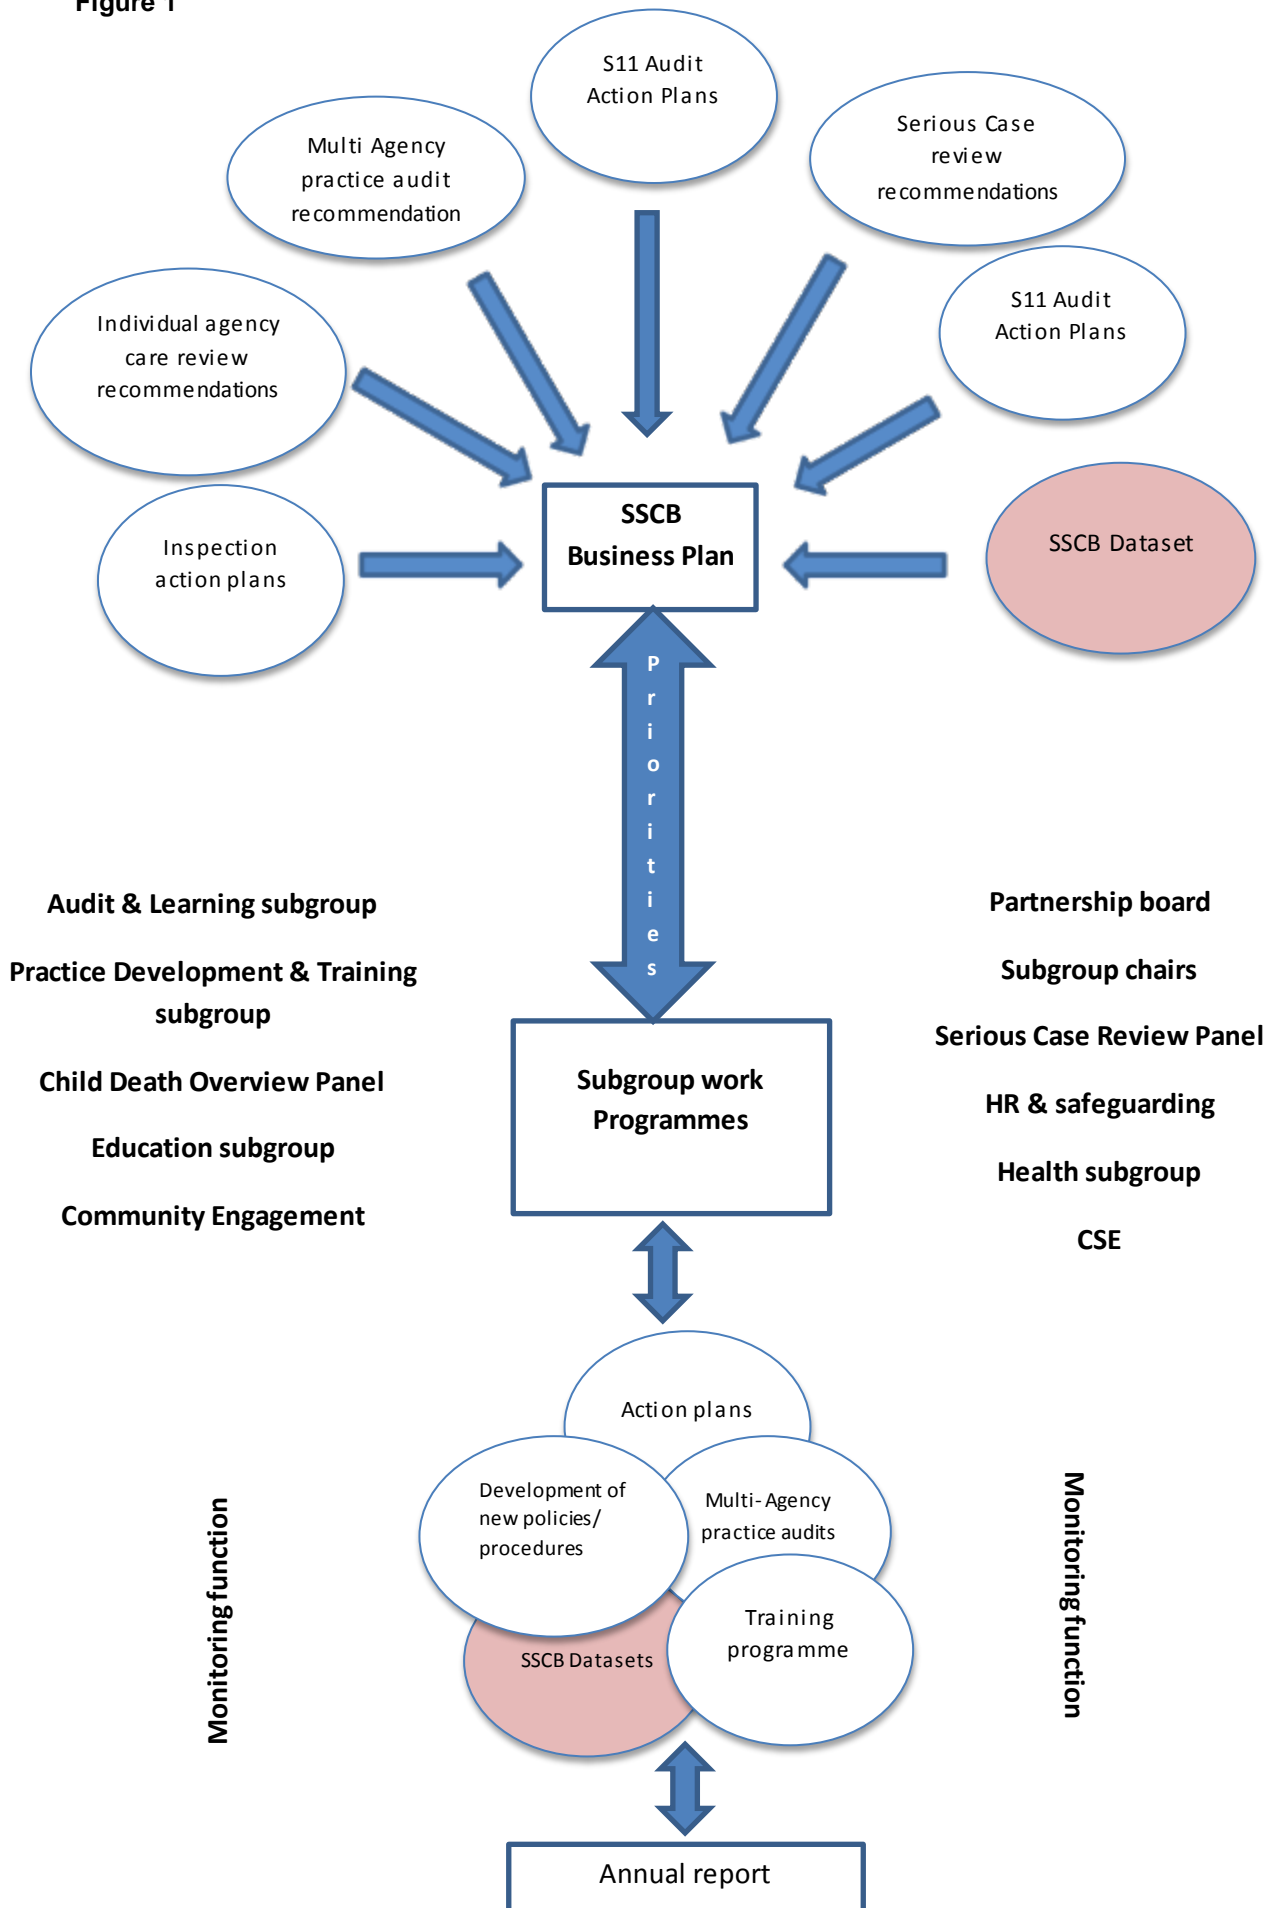 Figure 1
S11 Audit
Action Plans
Serious Case
review
recommendations
Multi Agency
practice audit
recommendation
S11 Audit
Action Plans
Individual agency
care review
recommendations
SSCB
Business Plan
SSCB Dataset
Inspection
action plans
Priorities
Audit & Learning subgroup
Practice Development & Training
subgroup
Child Death Overview Panel
Education subgroup
Community Engagement
Partnership board
Subgroup chairs
Serious Case Review Panel
HR & safeguarding
Health subgroup
CSE
Subgroup work
Programmes
Action plans
Development of
new policies/
procedures
Multi-Agency
practice audits
Training
programme
SSCB Datasets
Monitoring function
Monitoring function
Annual report